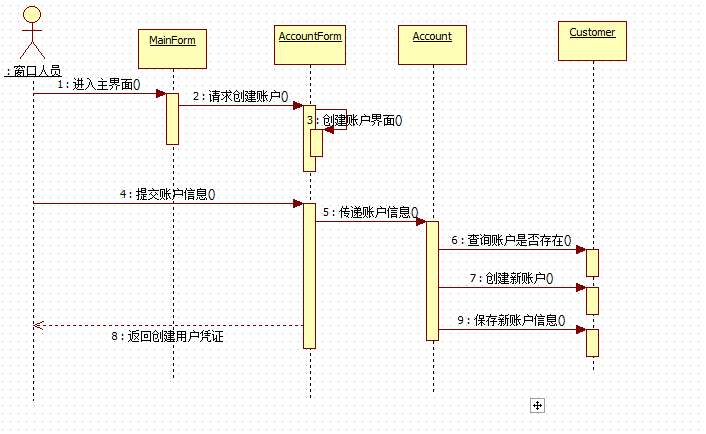 MainForm
AccountForm
Account
Customer
: 窗口人员
1 : 进入主界面()
2 : 请求创建账户()
3 : 创建账户界面()
4 : 提交账户信息()
5 : 传递账户信息()
6 : 查询账户是否存在()
7 : 创建新账户()
9 : 保存新账户信息()
8 : 返回创建用户凭证